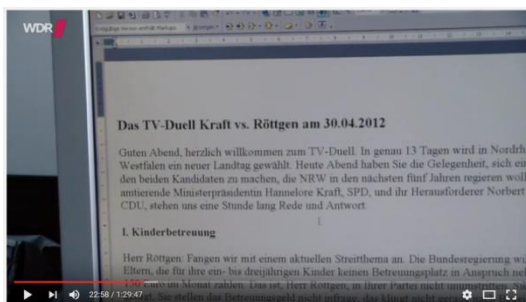 WDR
Das TV-Duell Kraft vs. Röttgen am 30.04.2012
Guten Abend, herzlich willkommen zum TV-Duell. In genau 13 Tagen wird in Nordrh
Westfalen ein neuer Landtag gewählt. Heute Abend haben Sie die Gelegenheit, sich ein
den beiden Kandidaten zu machen, die NRW in den nächsten fünf Jahren regieren woll
amtierende Ministerpräsidentin Hannelore Kraft, SPD, und ihr Herausforderer Norbert
CDU, stehen uns eine Stunde lang Rede und Antwort
I. Kinderbetreuung
Herr Röttgen: Fangen wir mit einem aktuellen Streitthema an. Die Bundesregierung wi
Eltern, die für ihre ein- bis dreijährigen Kinder keinen Betreuungsplatz in Anspruch neh
150 Euro im Monat zahlen. Das ist, Herr Röttgen, in Ihrer Partei nicht
22:58 / 1:29:47